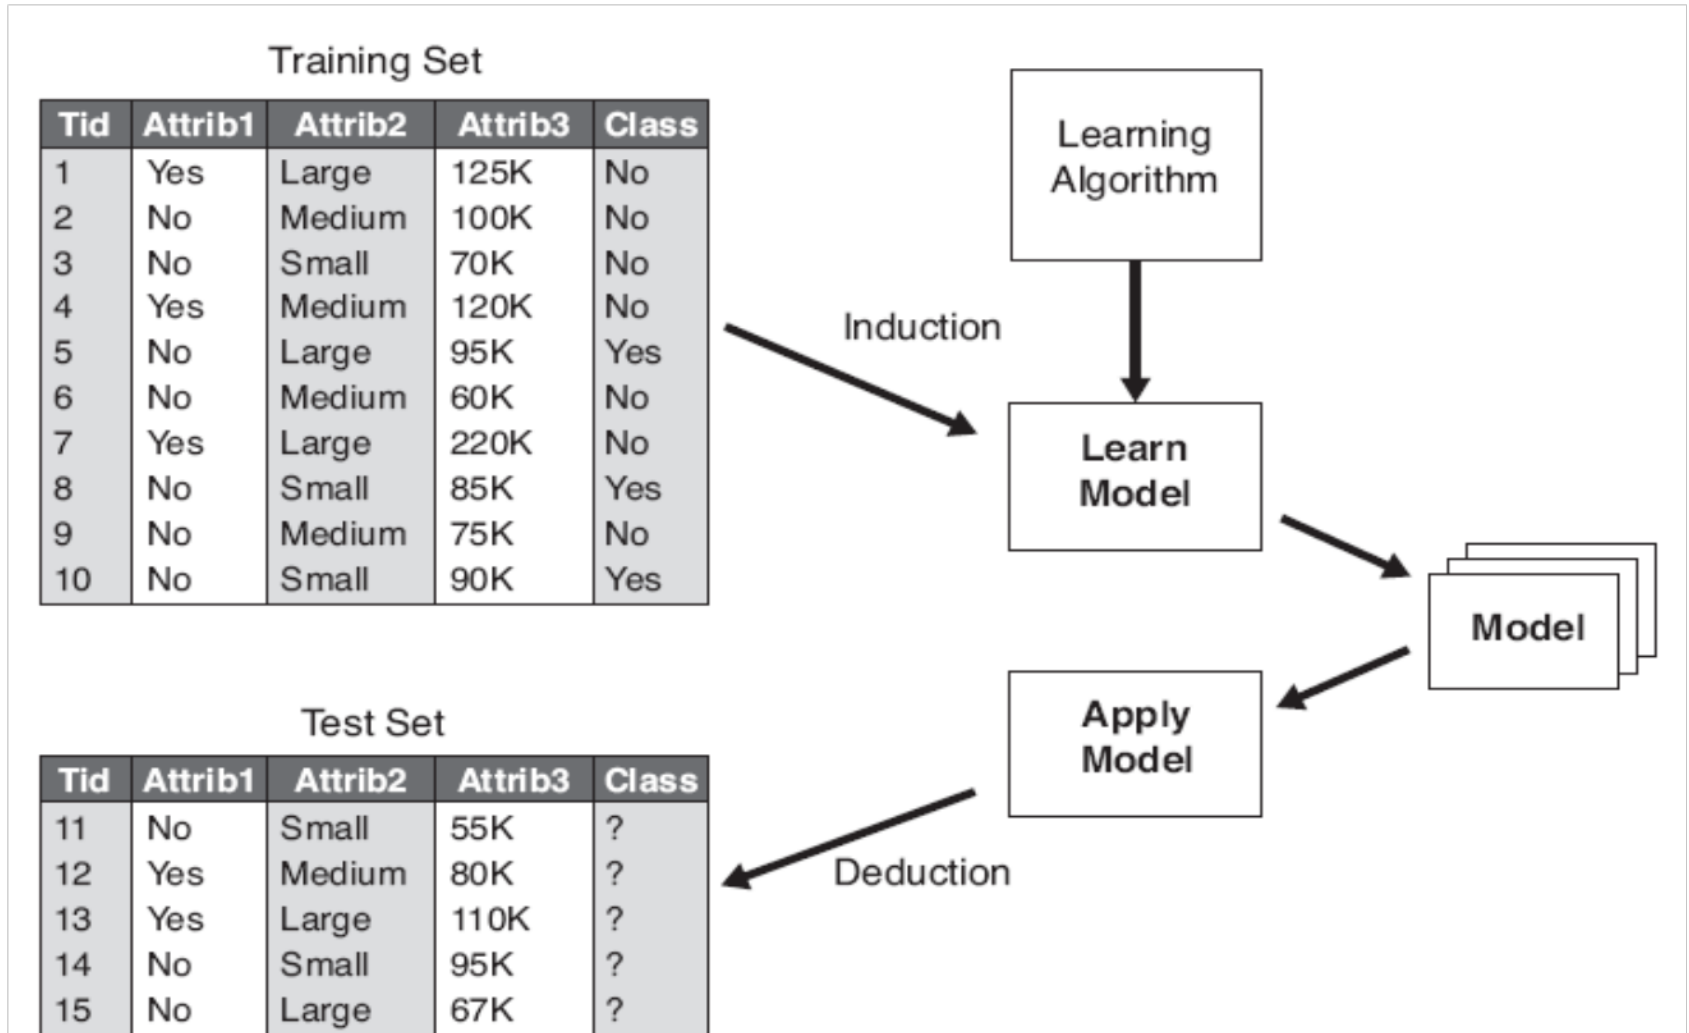 Training Set
Tid Attrib1 Attrib2 Attrib3 Class
1 Yes Large 125K No
2 No Medium 100K No
3 No Small 70K No
4 Yes Medium 120K No
5 No Large 95K Yes
6 No Medium 60K No
7 Yes Large 220K No
8 No Small 85K Yes
9 No Medium 75K No
10 No Small 90K Yes
Learning
Algorithm
Induction
Learn
Model
Model
Apply
Model
Deduction
Test Set
Tid Attrib1 Attrib2 Attrib3 Class
11 No Small 55K ?
12 Yes Medium 80K ?
13 Yes Large 110K ?
14 No Small 95K ?
15 No Large 67K ?